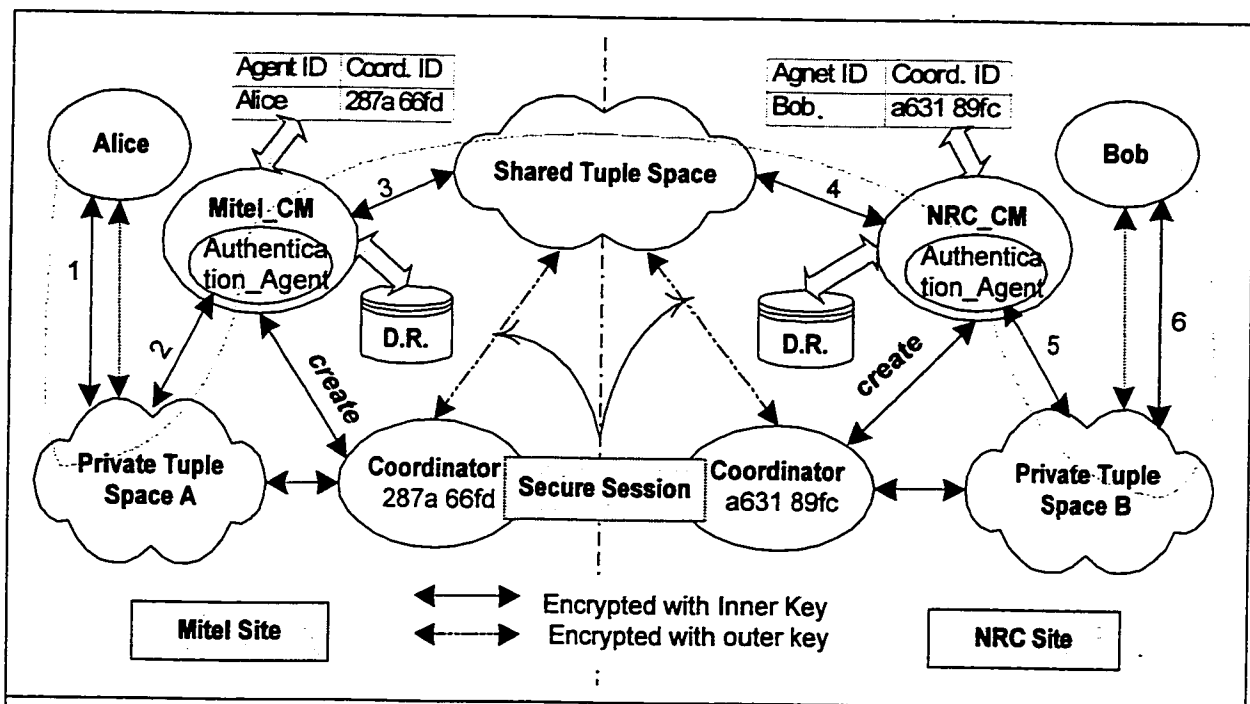 Agent ID Coord. ID
Alice 287a 66fd
Agnet ID Coord. ID
Bob. a631 89fc
Alice
Bob
Shared Tuple Space
3
4
Mitel_CM
Authentica
tion_Agent
NRC_CM
Authentica
tion_Agent
1
2
D.R.
D.R.
5
6
create
create
Private Tuple
Space A
Coordinator
287a 66fd
Secure Session
Coordinator
a631 89fc
Private Tuple
Space B
Mitel Site
Encrypted with Inner Key
Encrypted with outer key
NRC Site